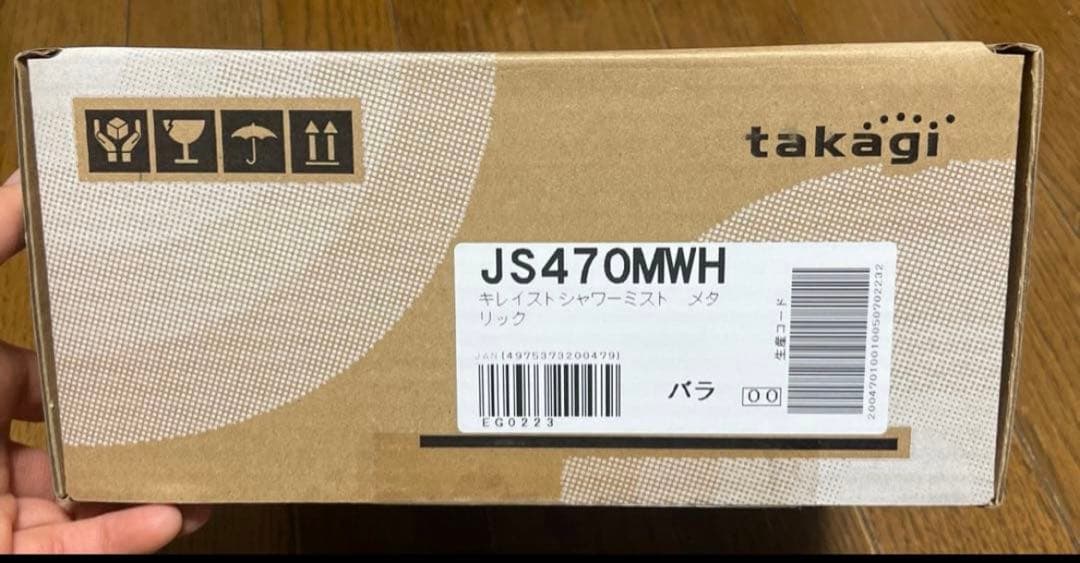 takagi
JS470MWH
キレイストシャワーミスト メタ
リック
JAN[4975373200479]
EG0223
バラ
00
生産コード
2004701001005070223​2